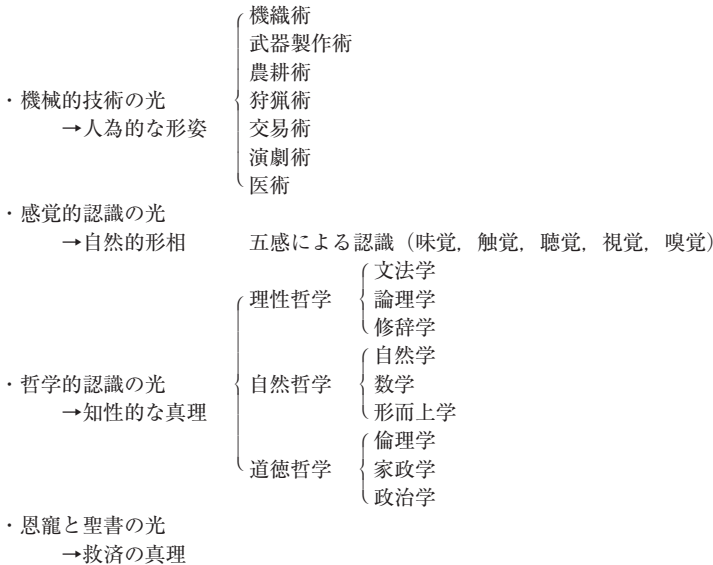 機織術
武器製作術
農耕術
・機械的技術の光 狩猟術
→人為的な形姿 交易術
演劇術
医術
・感覚的認識の光
→自然的形相 五感による認識（味覚，触覚，聴覚，視覚，嗅覚）
文法学
理性哲学 論理学
修辞学
自然学
・哲学的認識の光 自然哲学 数学
→知性的な真理 形而上学
倫理学
道徳哲学 家政学
政治学
・恩寵と聖書の光
→救済の真理